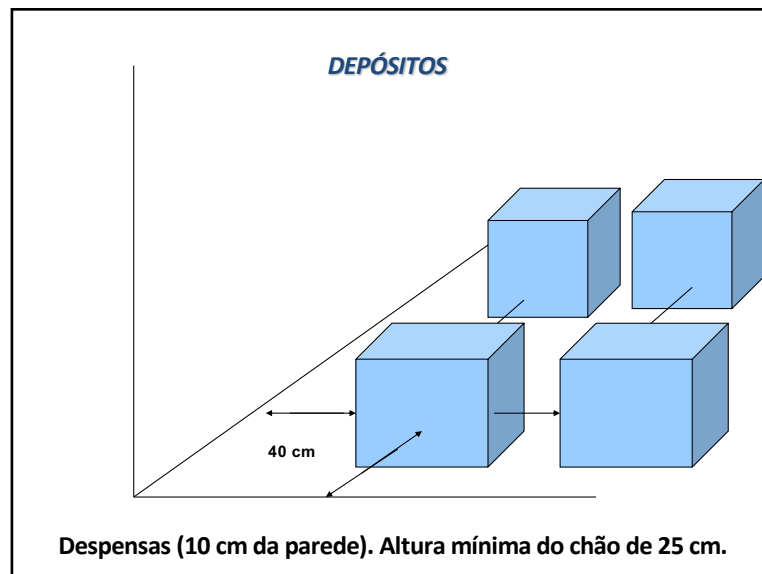 DEPÓSITOS
40 cm
Despensas (10 cm da parede). Altura mínima do chão de 25 cm.